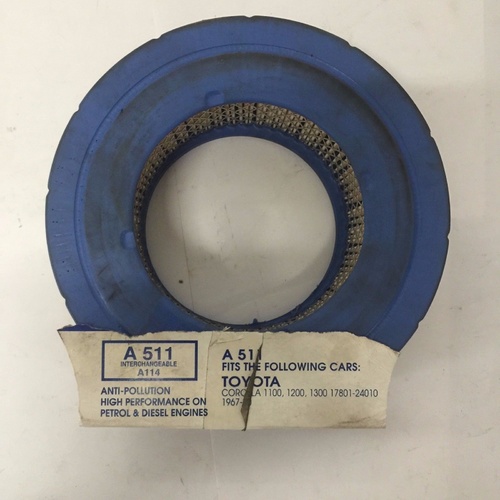 A 511
INTERCHANGEABLE
A114
ANTI-POLLUTION
HIGH PERFORMANCE ON
PETROL & DIESEL ENGINES
A 511
FITS THE FOLLOWING CARS:
TOYOTA
COROLLA 1100, 1200, 1300 17801-24010
1967-